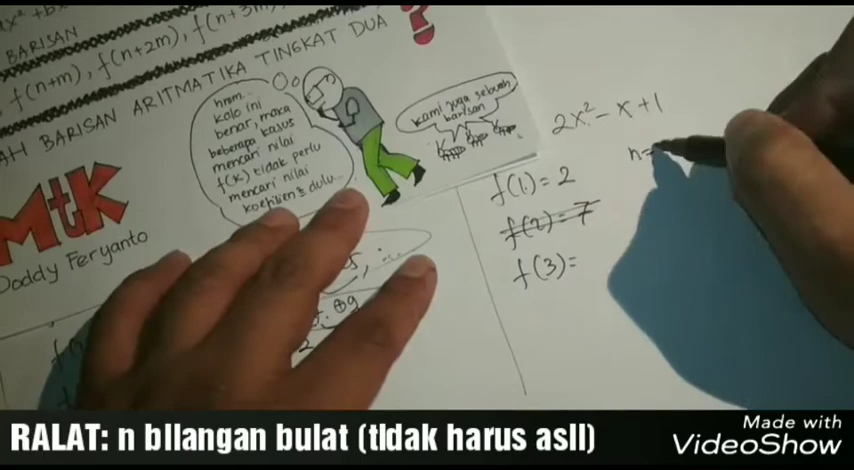 BARISAN
f(n+m), f(n+2m), f(n+3m),
AH BARISAN ARITMATIKA TINGKAT DUA
?
hmm..
kalo ini
benar, maka
beberapa kasus
mencari nilai
f(k) tidak perlu
mencari nilai
koefisien² dulu...
kami juga sebuah
barisan
MtK
Doddy Feryanto
2x² - x + 1
n=
f(1) = 2
f(2) = 7
f(3) =
RALAT: n bilangan bulat (tidak harus asli)
Made with
VideoShow